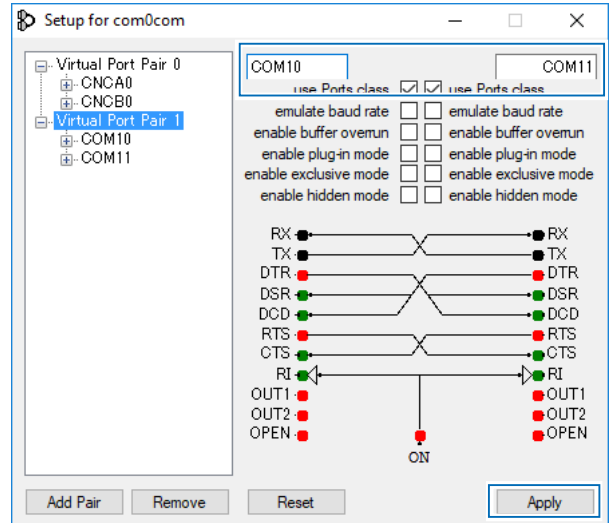 Setup for com0com
Virtual Port Pair 0
CNCA0
CNCB0
Virtual Port Pair 1
COM10
COM11
COM10 COM11
use Ports class use Ports class
emulate baud rate emulate baud rate
enable buffer overrun enable buffer overrun
enable plug-in mode enable plug-in mode
enable exclusive mode enable exclusive mode
enable hidden mode enable hidden mode
RX RX
TX TX
DTR DTR
DSR DSR
DCD DCD
RTS RTS
CTS CTS
RI RI
OUT1 OUT1
OUT2 OUT2
OPEN OPEN
ON
Add Pair Remove Reset Apply